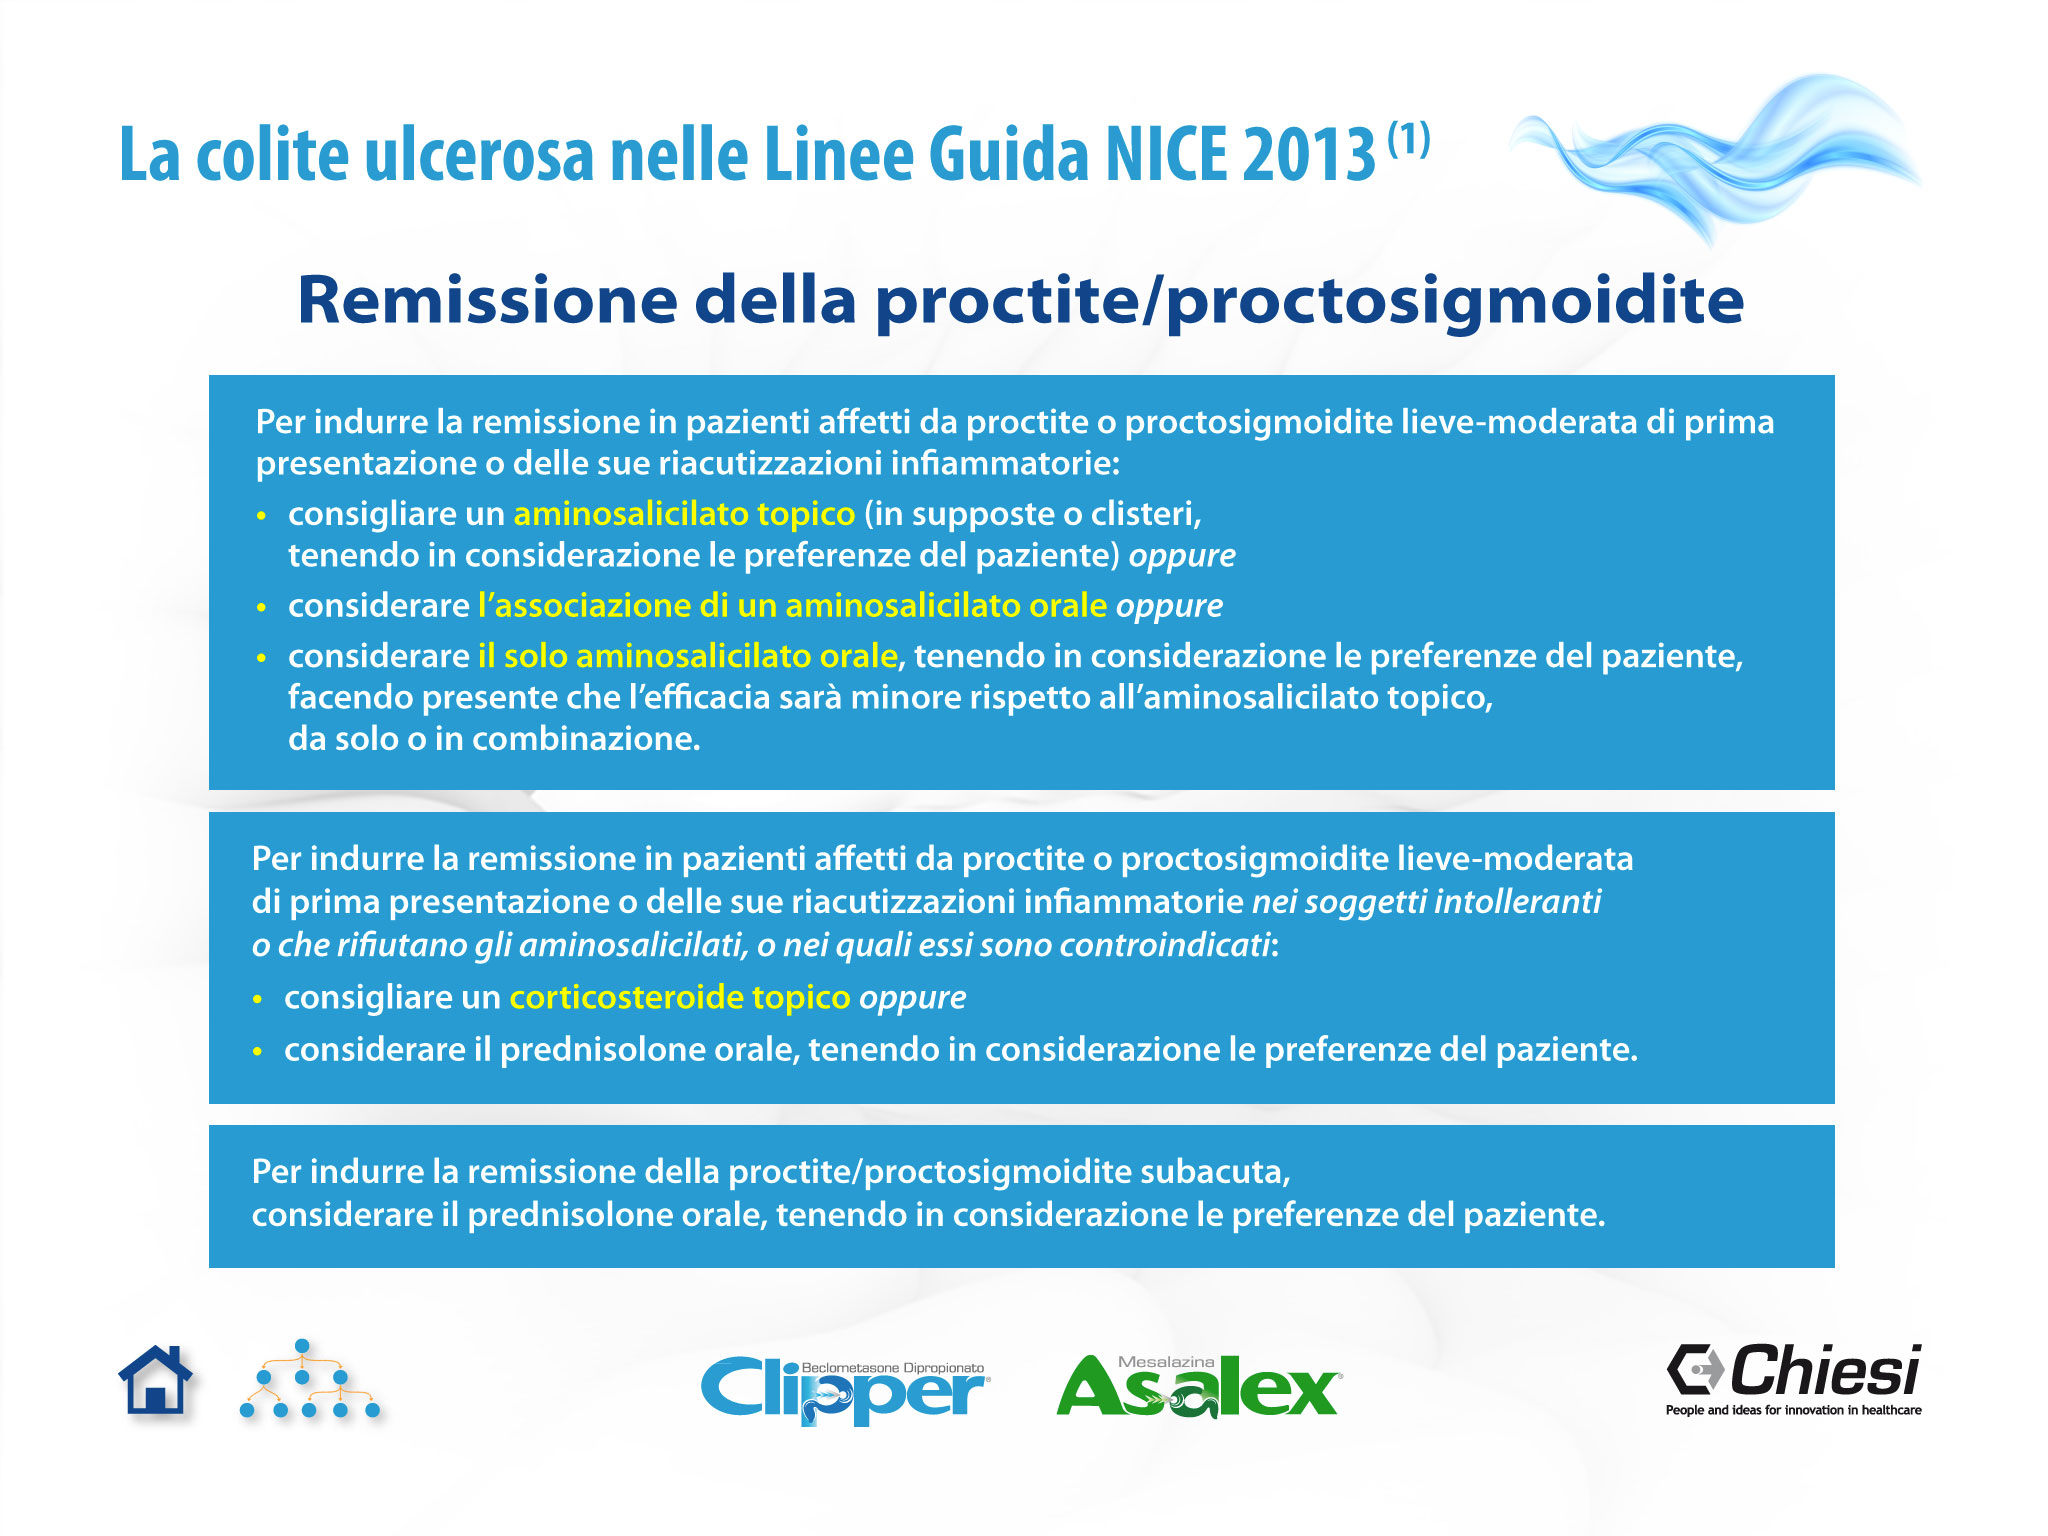 La colite ulcerosa nelle Linee Guida NICE 2013 (1)
Remissione della proctite/proctosigmoidite
Per indurre la remissione in pazienti affetti da proctite o proctosigmoidite lieve-moderata di prima
presentazione o delle sue riacutizzazioni infiammatorie:
• consigliare un aminosalicilato topico (in supposte o clisteri,
tenendo in considerazione le preferenze del paziente) oppure
• considerare l'associazione di un aminosalicilato orale oppure
• considerare il solo aminosalicilato orale, tenendo in considerazione le preferenze del paziente,
facendo presente che l'efficacia sarà minore rispetto all'aminosalicilato topico,
da solo o in combinazione.
Per indurre la remissione in pazienti affetti da proctite o proctosigmoidite lieve-moderata
di prima presentazione o delle sue riacutizzazioni infiammatorie nei soggetti intolleranti
o che rifiutano gli aminosalicilati, o nei quali essi sono controindicati:
• consigliare un corticosteroide topico oppure
• considerare il prednisolone orale, tenendo in considerazione le preferenze del paziente.
Per indurre la remissione della proctite/proctosigmoidite subacuta,
considerare il prednisolone orale, tenendo in considerazione le preferenze del paziente.
Beclometasone Dipropionato
Clipper®
Mesalazina
Asalex®
Chiesi
People and ideas for innovation in healthcare